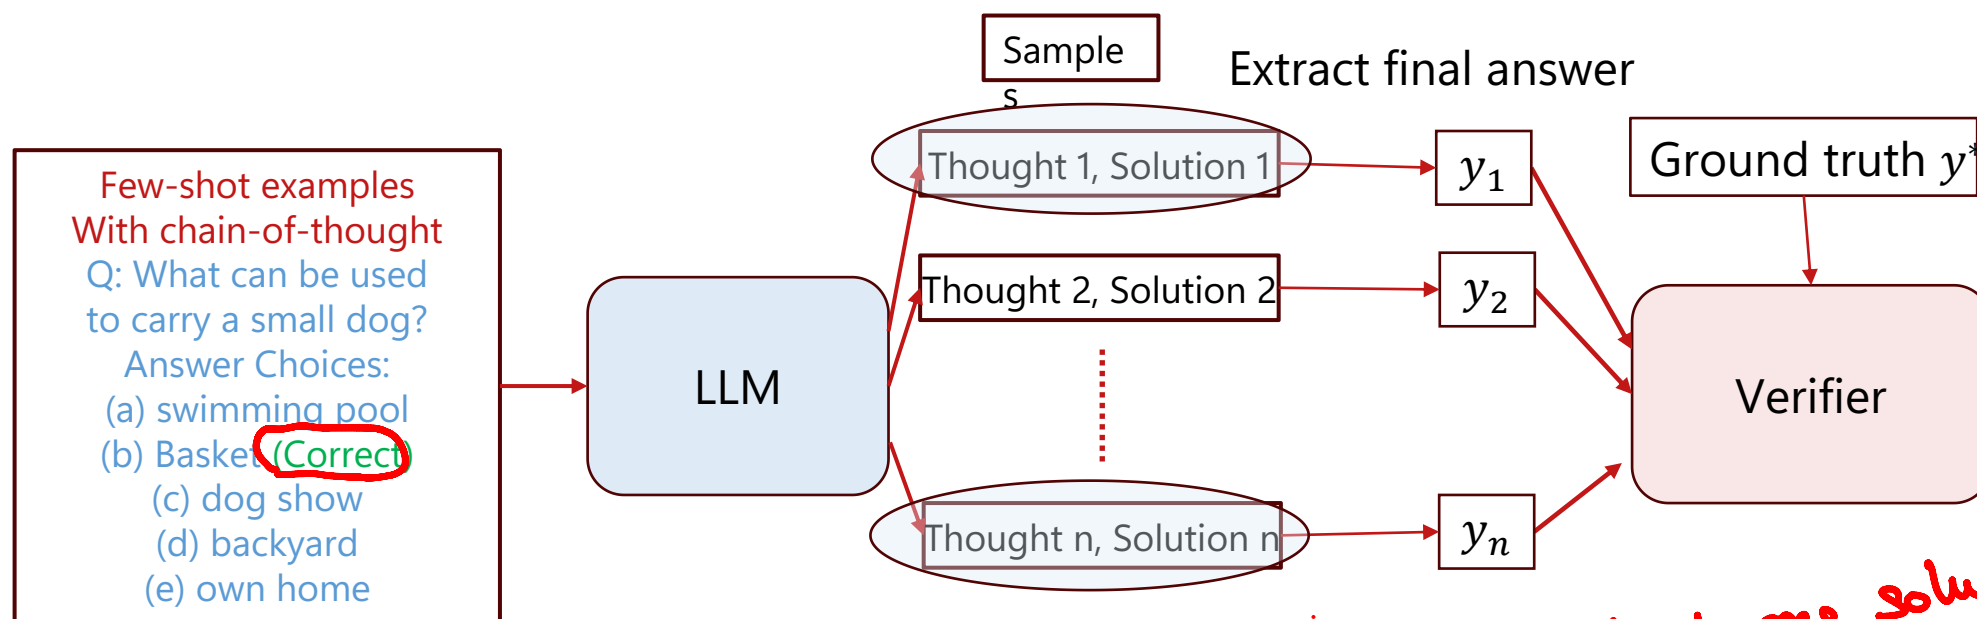 Sample
s
Extract final answer
Few-shot examples
With chain-of-thought
Q: What can be used
to carry a small dog?
Answer Choices:
(a) swimming pool
(b) Basket (Correct)
(c) dog show
(d) backyard
(e) own home
LLM
Thought 1, Solution 1
Thought 2, Solution 2
Thought n, Solution n
y₁
y₂
yₙ
Ground truth y*
Verifier